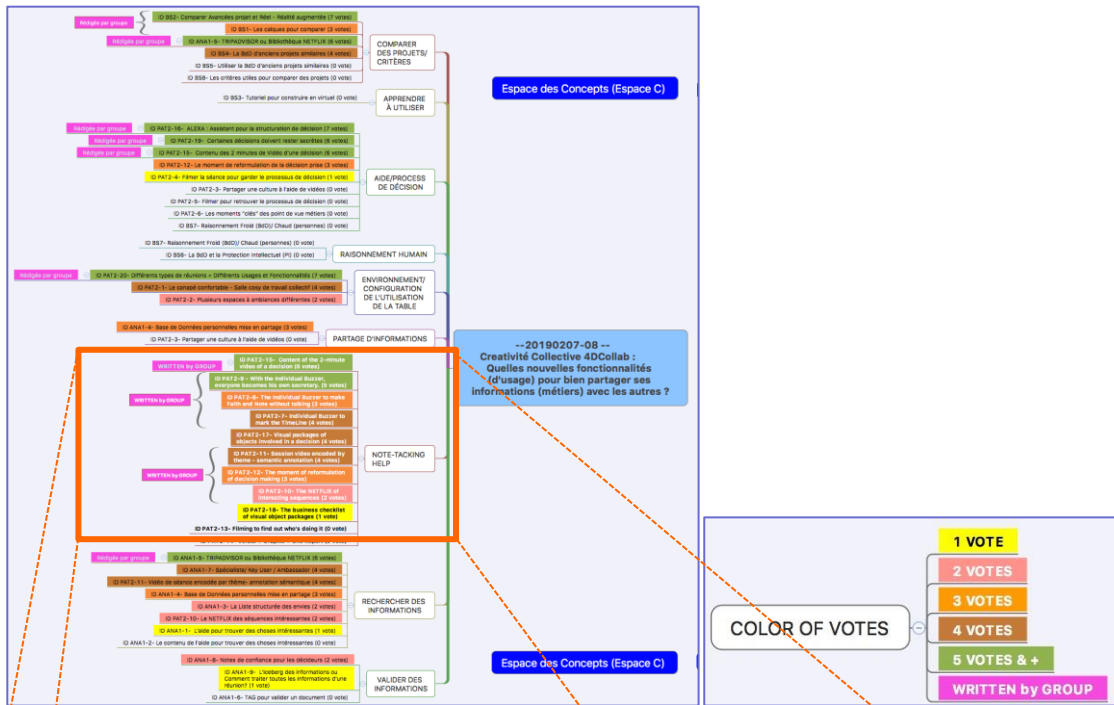 ID BS2- Comparer Avancées projet et Réel - Réalité augmentée (7 votes)
Rédigée par groupe
ID BS1- Les calques pour comparer (3 votes)
Rédigée par groupe
ID ANA1-5- TRIPADVISOR ou Bibliothèque NETFLIX (6 votes)
ID BS4- La BdD d'anciens projets similaires (4 votes)
ID BS5- Utiliser la BdD d'anciens projets similaires (0 vote)
ID BS8- Les critères utiles pour comparer des projets (0 vote)
COMPARER
DES PROJETS/
CRITÈRES
Espace des Concepts (Espace C)
ID BS3- Tutoriel pour construire en virtuel (0 vote)
APPRENDRE
À UTILISER
Rédigée par groupe
ID PAT2-16- ALEXA : Assistant pour la structuration de décision (7 votes)
Rédigée par groupe
ID PAT2-19- Certaines décisions doivent rester secrètes (6 votes)
Rédigée par groupe
ID PAT2-15- Contenu des 2 minutes de Vidéo d'une décision (6 votes)
ID PAT2-12- Le moment de reformulation de la décision prise (3 votes)
ID PAT2-4- Filmer la séance pour garder le processus de décision (1 vote)
ID PAT2-3- Partager une culture à l'aide de vidéos (0 vote)
ID PAT2-5- Filmer pour retrouver le processus de décision (0 vote)
ID PAT2-6- Les moments "clés" des point de vue métiers (0 vote)
ID BS7- Raisonnement Froid (BdD)/ Chaud (personnes) (0 vote)
AIDE/PROCESS
DE DÉCISION
ID BS7- Raisonnement Froid (BdD)/ Chaud (personnes) (0 vote)
ID BS6- La BdD et la Protection Intellectuel (PI) (0 vote)
RAISONNEMENT HUMAIN
Rédigée par groupe
ID PAT2-20- Différents types de réunions = Différents Usages et Fonctionnalités (7 votes)
ID PAT2-1- Le canapé confortable - Salle cosy de travail collectif (4 votes)
ID PAT2-2- Plusieurs espaces à ambiances différentes (2 votes)
ENVIRONNEMENT/
CONFIGURATION
DE L'UTILISATION
DE LA TABLE
ID ANA1-4- Base de Données personnelles mise en partage (3 votes)
ID PAT2-3- Partager une culture à l'aide de vidéos (0 vote)
PARTAGE D'INFORMATIONS
--20190207-08 --
Creativité Collective 4DCollab :
Quelles nouvelles fonctionnalités
(d'usage) pour bien partager ses
informations (métiers) avec les autres ?
WRITTEN by GROUP
ID PAT2-15- Content of the 2-minute
video of a decision (6 votes)
ID PAT2-9 - With the Individual Buzzer,
everyone becomes his own secretary. (5 votes)
WRITTEN by GROUP
ID PAT2-8- The Individual Buzzer to make
Faith and Note without talking (3 votes)
ID PAT2-7- Individual Buzzer to
mark the TimeLine (4 votes)
ID PAT2-17- Visual packages of
objects involved in a decision (4 votes)
ID PAT2-11- Session video encoded by
theme - semantic annotation (4 votes)
WRITTEN by GROUP
ID PAT2-12- The moment of reformulation
of decision making (3 votes)
ID PAT2-10- The NETFLIX of
interesting sequences (2 votes)
ID PAT2-18- The business checklist
of visual object packages (1 vote)
ID PAT2-13- Filming to find out who's doing it (0 vote)
NOTE-TACKING
HELP
Rédigée par groupe
ID ANA1-5- TRIPADVISOR ou Bibliothèque NETFLIX (6 votes)
ID ANA1-7- Spécialiste/ Key User / Ambassador (4 votes)
ID PAT2-11- Vidéo de séance encodée par thème- annotation sémantique (4 votes)
ID ANA1-4- Base de Données personnelles mise en partage (3 votes)
ID ANA1-3- La Liste structurée des envies (2 votes)
ID PAT2-10- Le NETFLIX des séquences intéressantes (2 votes)
ID ANA1-1- L'aide pour trouver des choses intéressantes (1 vote)
ID ANA1-2- Le contenu de l'aide pour trouver des choses intéressantes (0 vote)
RECHERCHER DES
INFORMATIONS
Espace des Concepts (Espace C)
ID ANA1-8- Notes de confiance pour les décideurs (2 votes)
ID ANA1-9- L'iceberg des informations ou
Comment traiter toutes les informations d'une
réunion? (1 vote)
ID ANA1-6- TAG pour valider un document (0 vote)
VALIDER DES
INFORMATIONS
COLOR OF VOTES
1 VOTE
2 VOTES
3 VOTES
4 VOTES
5 VOTES & +
WRITTEN by GROUP